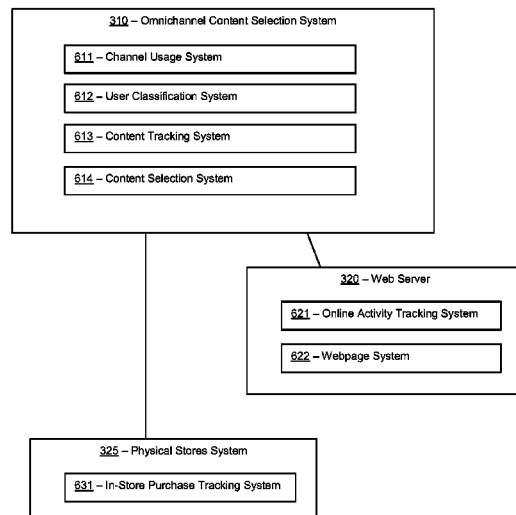 310 – Omnichannel Content Selection System
611 – Channel Usage System
612 – User Classification System
613 – Content Tracking System
614 – Content Selection System
320 – Web Server
621 – Online Activity Tracking System
622 – Webpage System
325 – Physical Stores System
631 – In-Store Purchase Tracking System